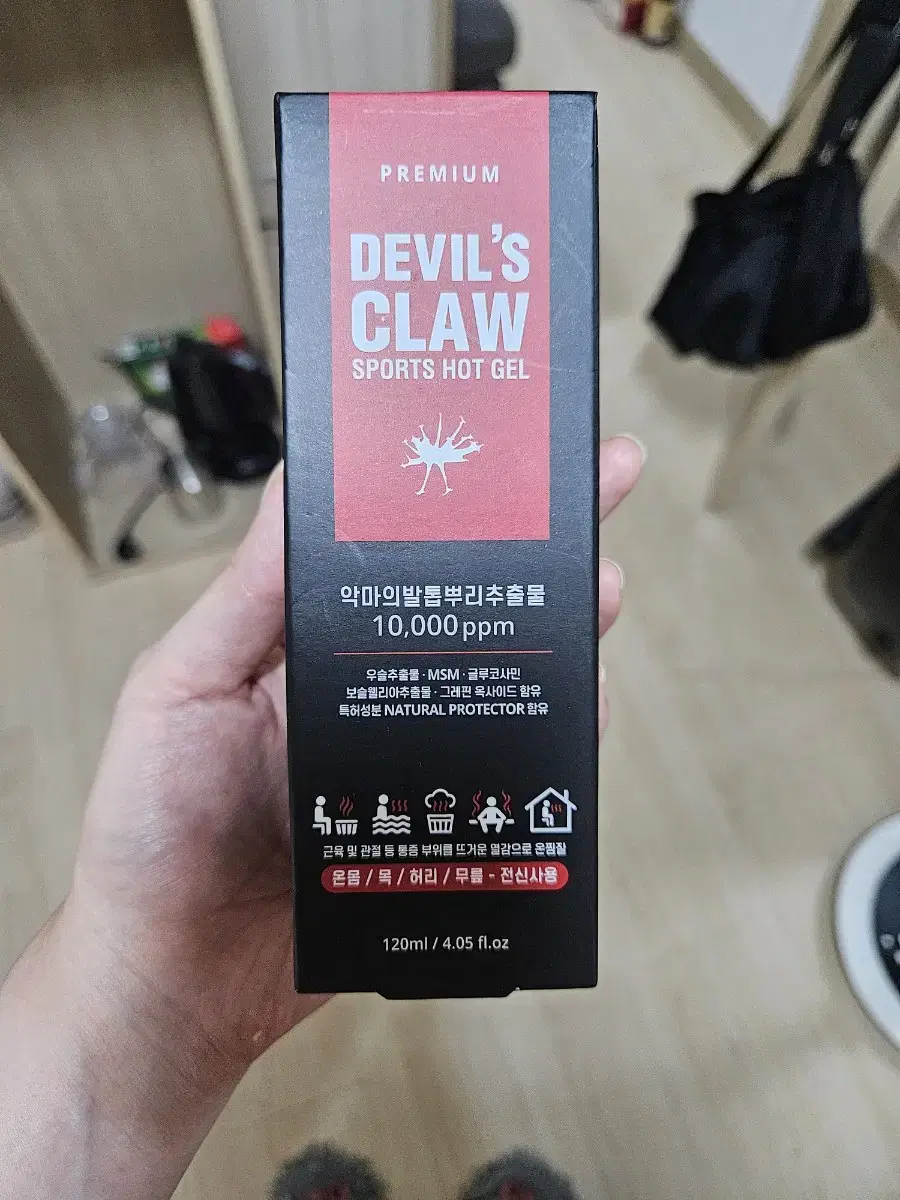 PREMIUM
DEVIL'S
CLAW
SPORTS HOT GEL
악마의발톱뿌리추출물
10,000ppm
우슬추출물 · MSM · 글루코사민
보슬웰리아추출물 · 그래핀 옥사이드 함유
특허성분 NATURAL PROTECTOR 함유
근육 및 관절 등 통증 부위를 뜨거운 열감으로 온찜질
온몸 / 목 / 허리 / 무릎 - 전신사용
120ml / 4.05 fl.oz